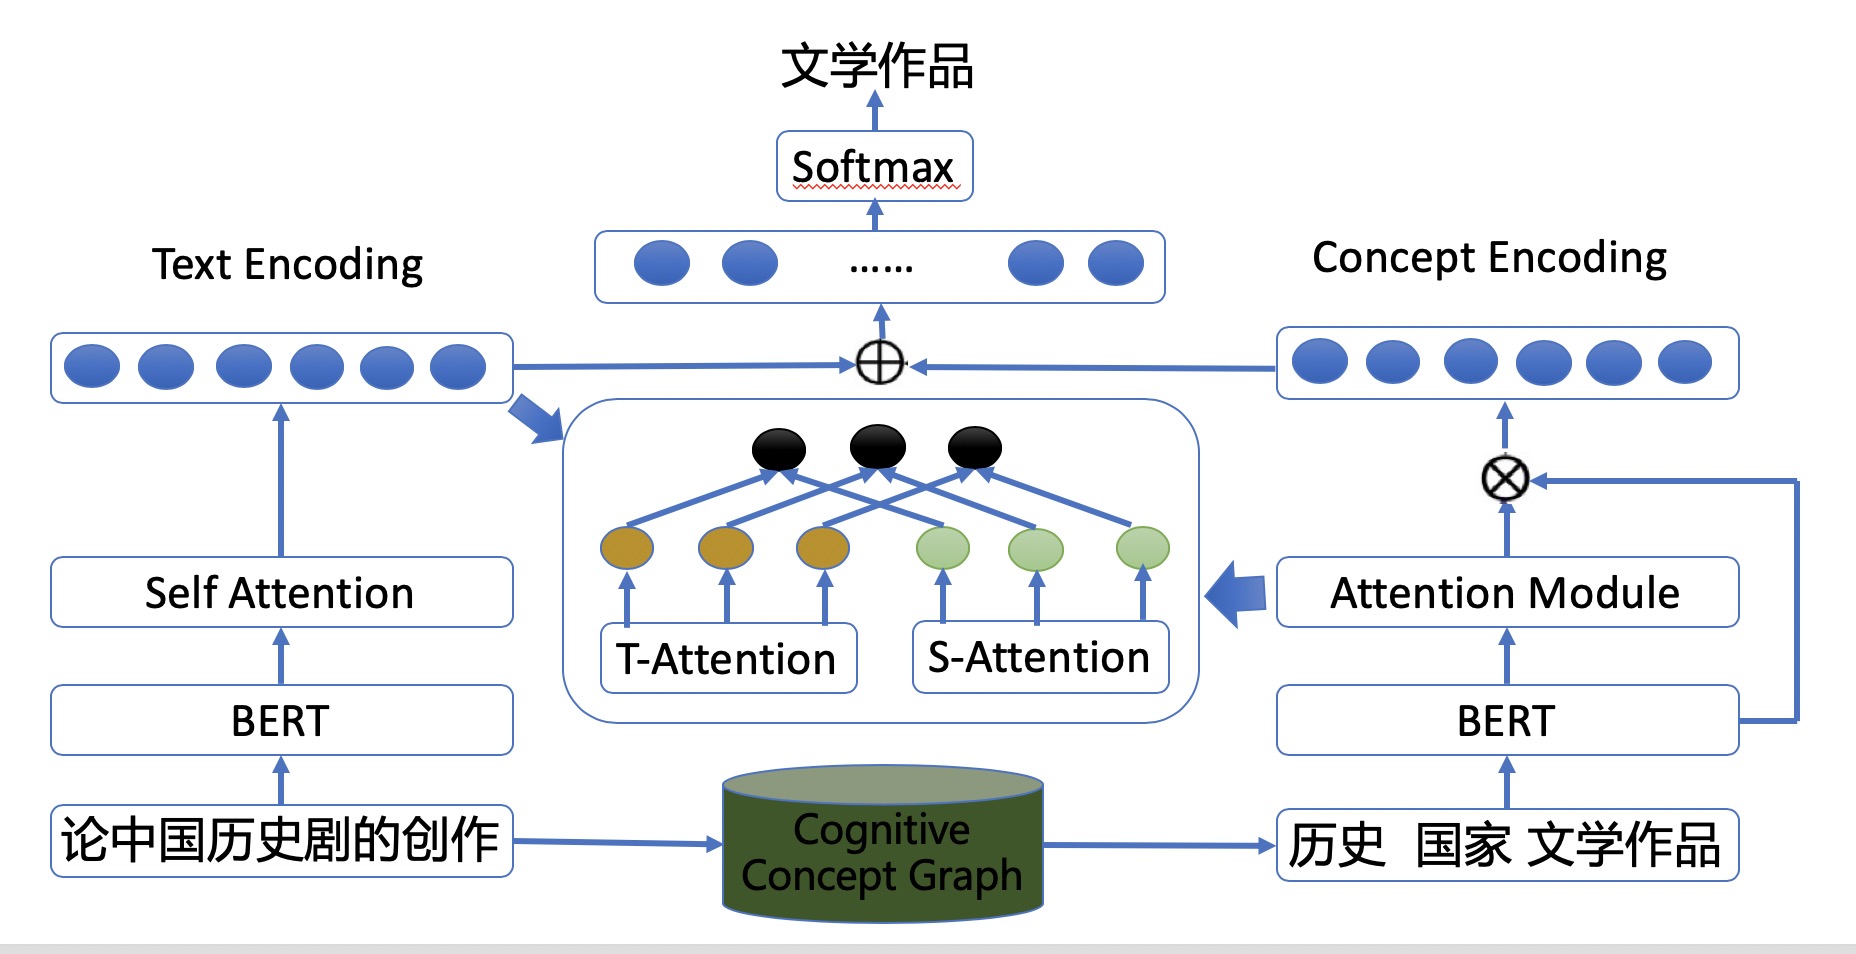 文学作品
Softmax
Text Encoding
......
Concept Encoding
Self Attention
T-Attention
S-Attention
Attention Module
BERT
BERT
论中国历史剧的创作
Cognitive
Concept Graph
历史 国家 文学作品